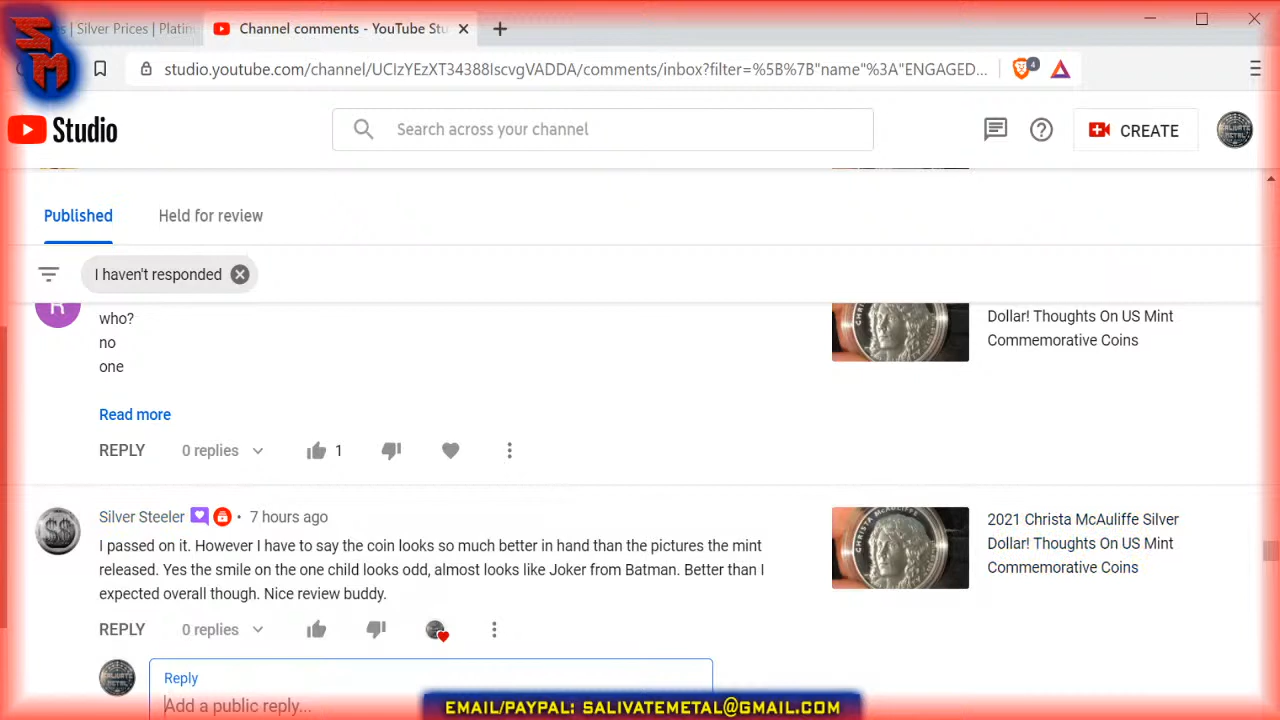 s | Silver Prices | Platin
Channel comments - YouTube Stu
studio.youtube.com/channel/UCIzYEzXT34388IscvgVADDA/comments/inbox?filter=%5B%7B"name"%3A"ENGAGED...
4
SM
Studio
Search across your channel
CREATE
Published
Held for review
I haven't responded
R
who?
no
one
Read more
REPLY 0 replies 1
CHRIS
Dollar! Thoughts On US Mint
Commemorative Coins
S$
Silver Steeler • 7 hours ago
I passed on it. However I have to say the coin looks so much better in hand than the pictures the mint
released. Yes the smile on the one child looks odd, almost looks like Joker from Batman. Better than I
expected overall though. Nice review buddy.
REPLY 0 replies
CHRISTA McAULIFFE
2021 Christa McAuliffe Silver
Dollar! Thoughts On US Mint
Commemorative Coins
Reply
Add a public reply...
EMAIL/PAYPAL: SALIVATEMETAL@GMAIL.COM